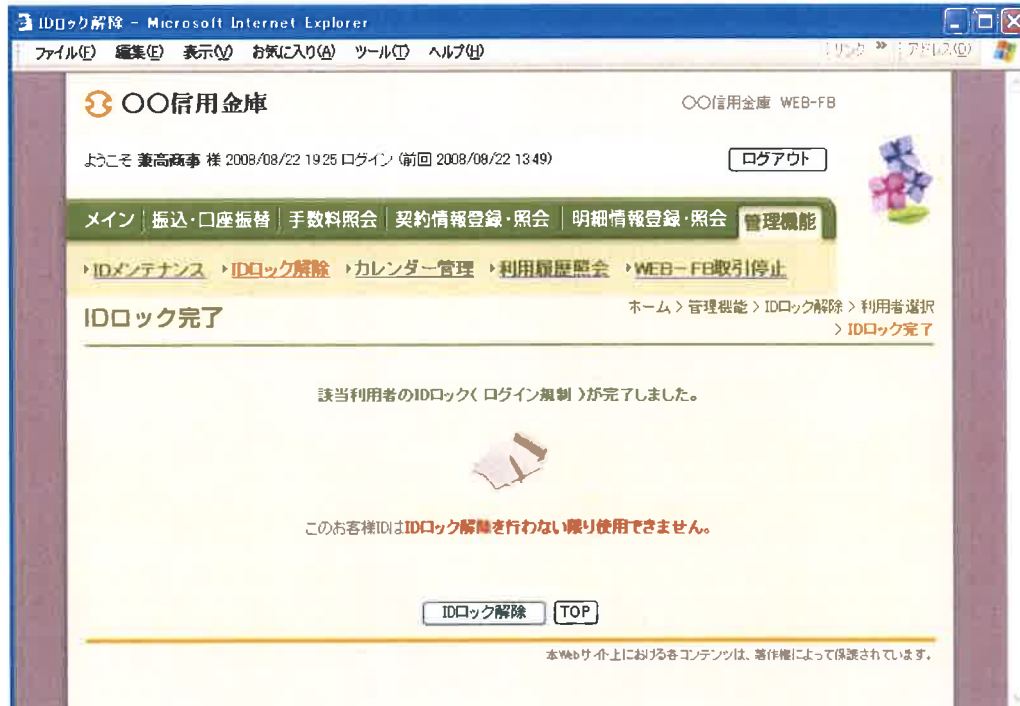 IDロック解除 - Microsoft Internet Explorer
ファイル(F) 編集(E) 表示(V) お気に入り(A) ツール(T) ヘルプ(H) リンク » アドレス(D)
〇〇信用金庫 〇〇信用金庫 WEB-FB
ようこそ 兼高商事 様 2008/08/22 19:25 ログイン (前回 2008/08/22 13:49) ログアウト
メイン 振込・口座振替 手数料照会 契約情報登録・照会 明細情報登録・照会 管理機能
IDメンテナンス IDロック解除 カレンダー管理 利用履歴照会 WEB-FB取引停止
IDロック完了 ホーム > 管理機能 > IDロック解除 > 利用者選択
> IDロック完了
該当利用者のIDロック( ログイン規制 )が完了しました。
このお客様IDはIDロック解除を行わない限り使用できません。
IDロック解除 TOP
本Webサイト上における各コンテンツは、著作権によって保護されています。